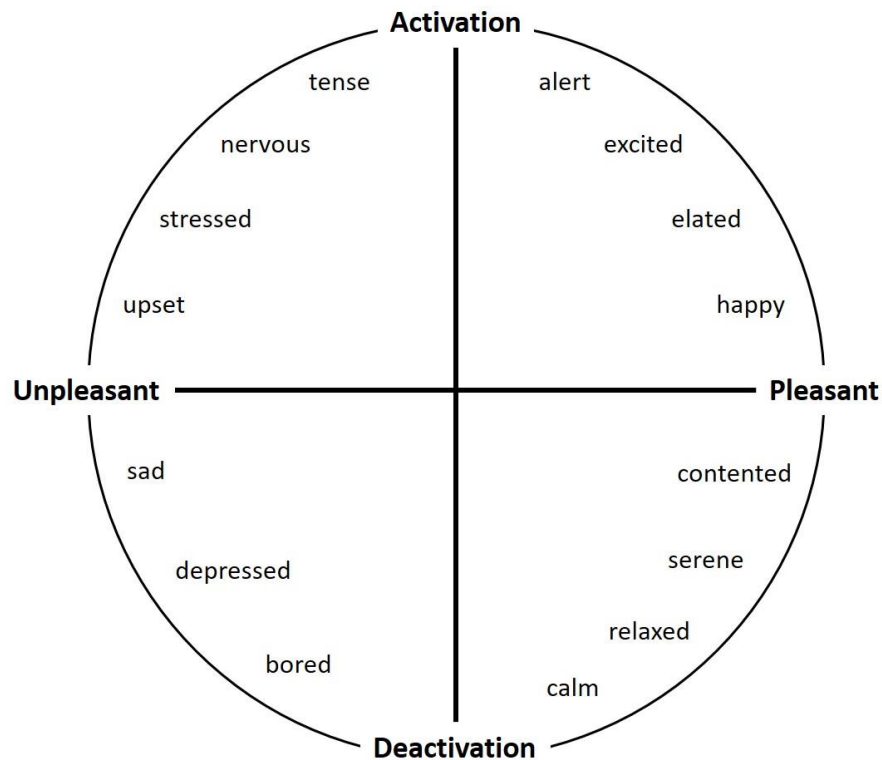 Activation
tense alert
nervous excited
stressed elated
upset happy
Unpleasant Pleasant
sad contented
depressed serene
relaxed
bored
calm
Deactivation